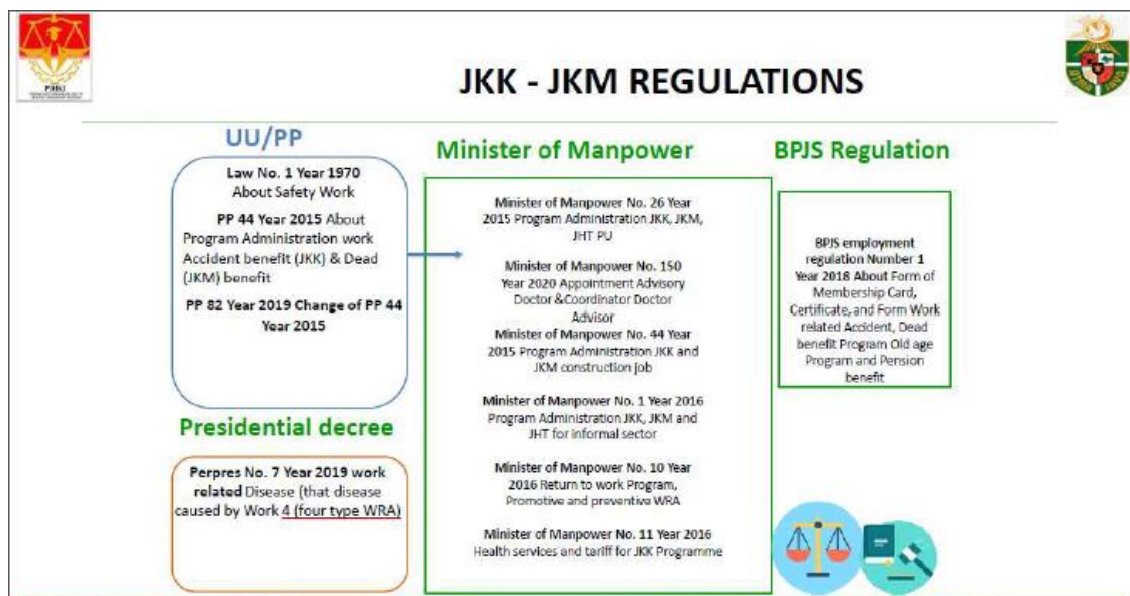 JKK - JKM REGULATIONS
UU/PP
Law No. 1 Year 1970
About Safety Work
PP 44 Year 2015 About
Program Administration work
Accident benefit (JKK) & Dead
(JKM) benefit
PP 82 Year 2019 Change of PP 44
Year 2015
Presidential decree
Perpres No. 7 Year 2019 work
related Disease (that disease
caused by Work 4 (four type WRA)
Minister of Manpower
Minister of Manpower No. 26 Year
2015 Program Administration JKK, JKM,
JHT PU
Minister of Manpower No. 150
Year 2020 Appointment Advisory
Doctor &Coordinator Doctor
Advisor
Minister of Manpower No. 44 Year
2015 Program Administration JKK and
JKM construction job
Minister of Manpower No. 1 Year 2016
Program Administration JKK, JKM and
JHT for informal sector
Minister of Manpower No. 10 Year
2016 Return to work Program,
Promotive and preventive WRA
Minister of Manpower No. 11 Year 2016
Health services and tariff for JKK Programme
BPJS Regulation
BPJS employment
regulation Number 1
Year 2018 About Form of
Membership Card,
Certificate, and Form Work
related Accident, Dead
benefit Program Old age
Program and Pension
benefit